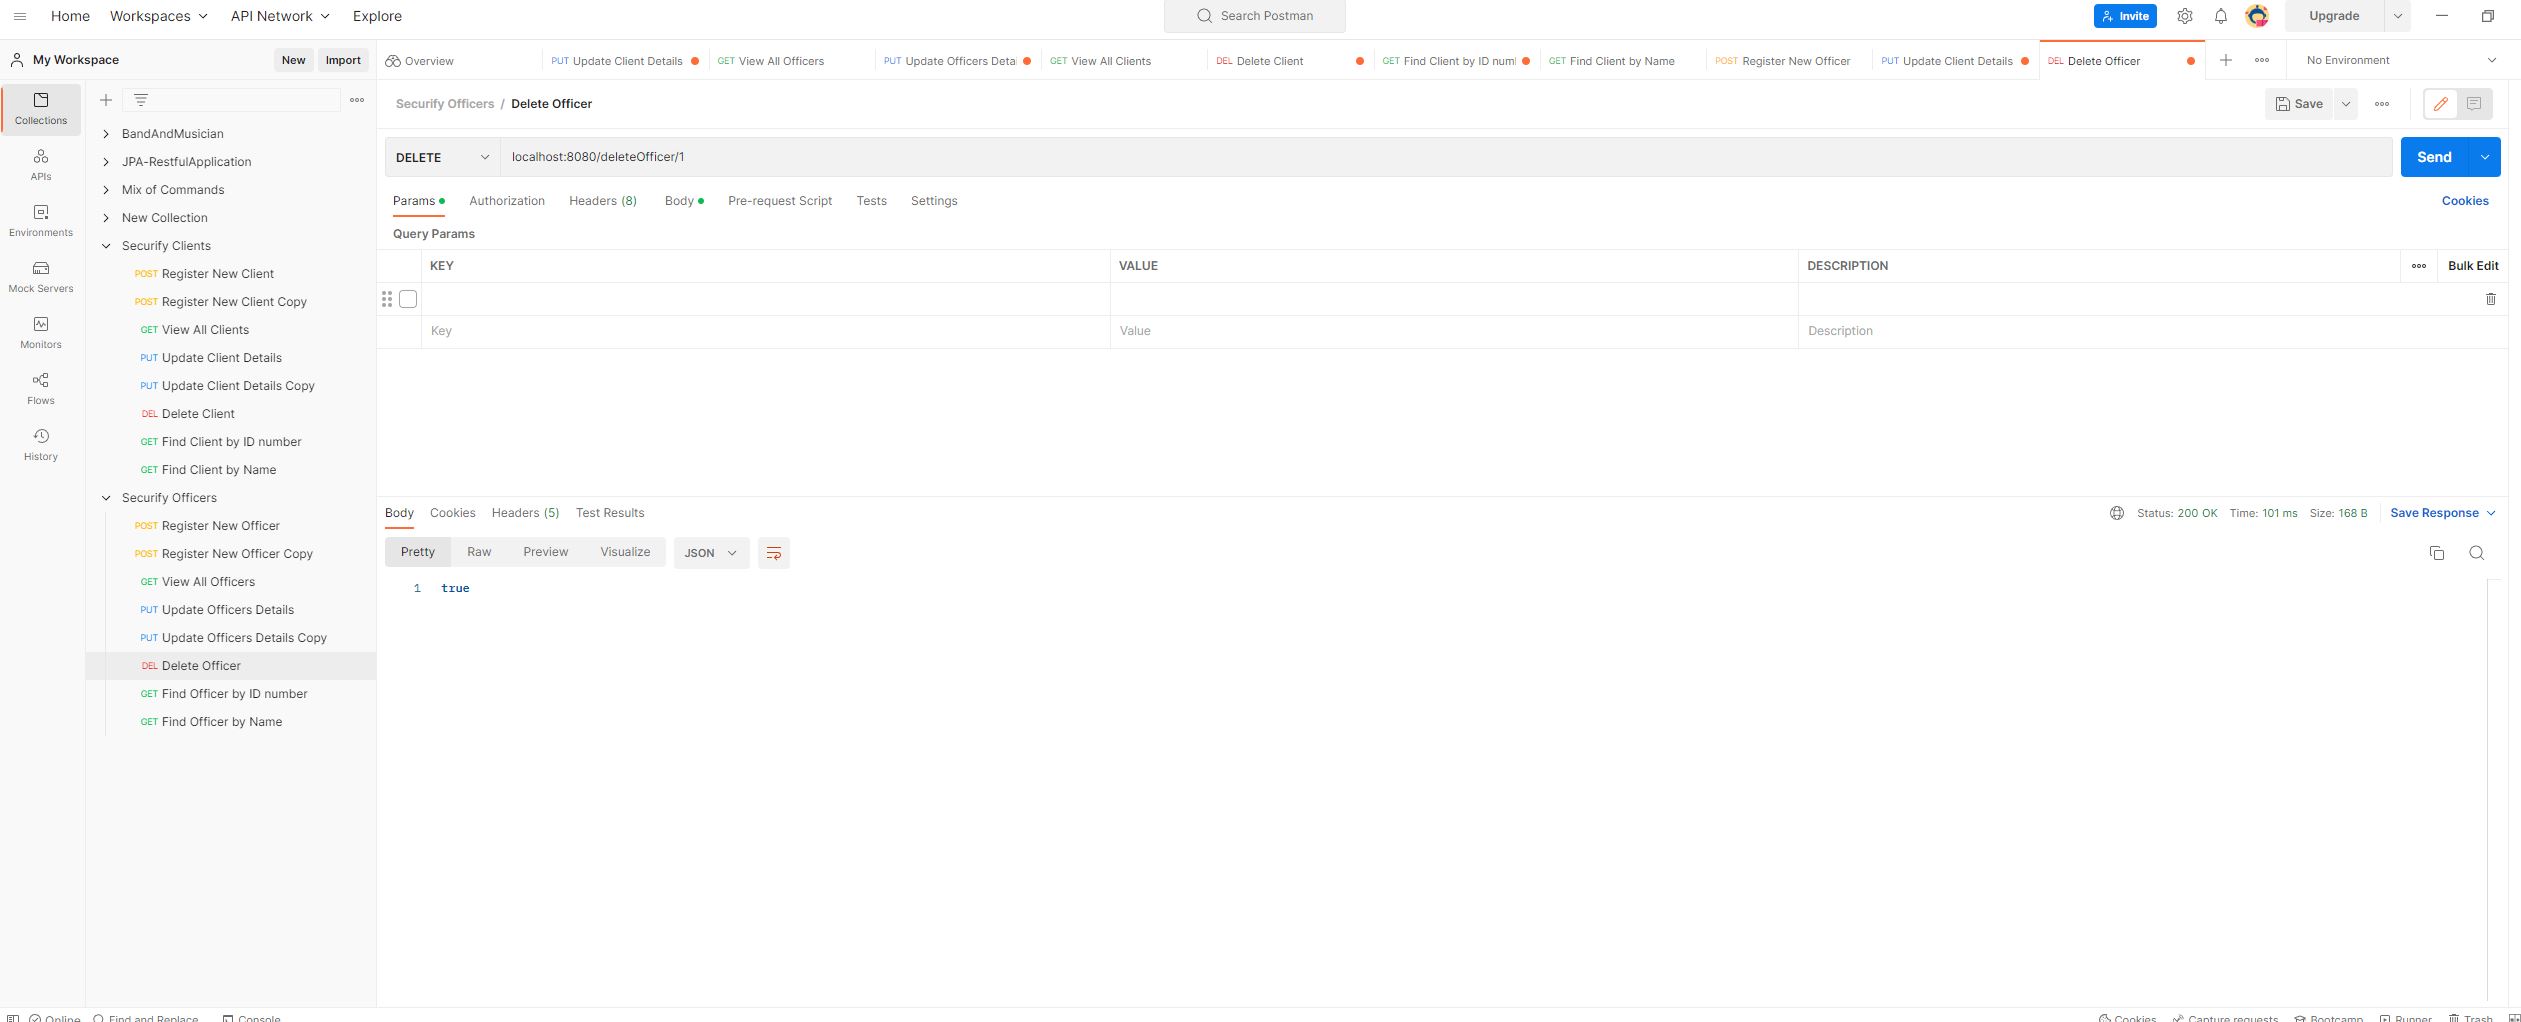 Home Workspaces API Network Explore Search Postman Invite Upgrade
My Workspace New Import Overview PUT Update Client Details GET View All Officers PUT Update Officers Detai GET View All Clients DEL Delete Client GET Find Client by ID num GET Find Client by Name POST Register New Officer PUT Update Client Details DEL Delete Officer No Environment
Collections
APIs
Environments
Mock Servers
Monitors
Flows
History
BandAndMusician
JPA-RestfulApplication
Mix of Commands
New Collection
Securify Clients
POST Register New Client
POST Register New Client Copy
GET View All Clients
PUT Update Client Details
PUT Update Client Details Copy
DEL Delete Client
GET Find Client by ID number
GET Find Client by Name
Securify Officers
POST Register New Officer
POST Register New Officer Copy
GET View All Officers
PUT Update Officers Details
PUT Update Officers Details Copy
DEL Delete Officer
GET Find Officer by ID number
GET Find Officer by Name
Securify Officers / Delete Officer Save
DELETE localhost:8080/deleteOfficer/1 Send
Params Authorization Headers (8) Body Pre-request Script Tests Settings Cookies
Query Params
KEY VALUE DESCRIPTION Bulk Edit
Key Value Description
Body Cookies Headers (5) Test Results Status: 200 OK Time: 101 ms Size: 168 B Save Response
Pretty Raw Preview Visualize JSON
1 true
Online Find and Replace Console Cookies Capture requests Bootcamp Runner Trash